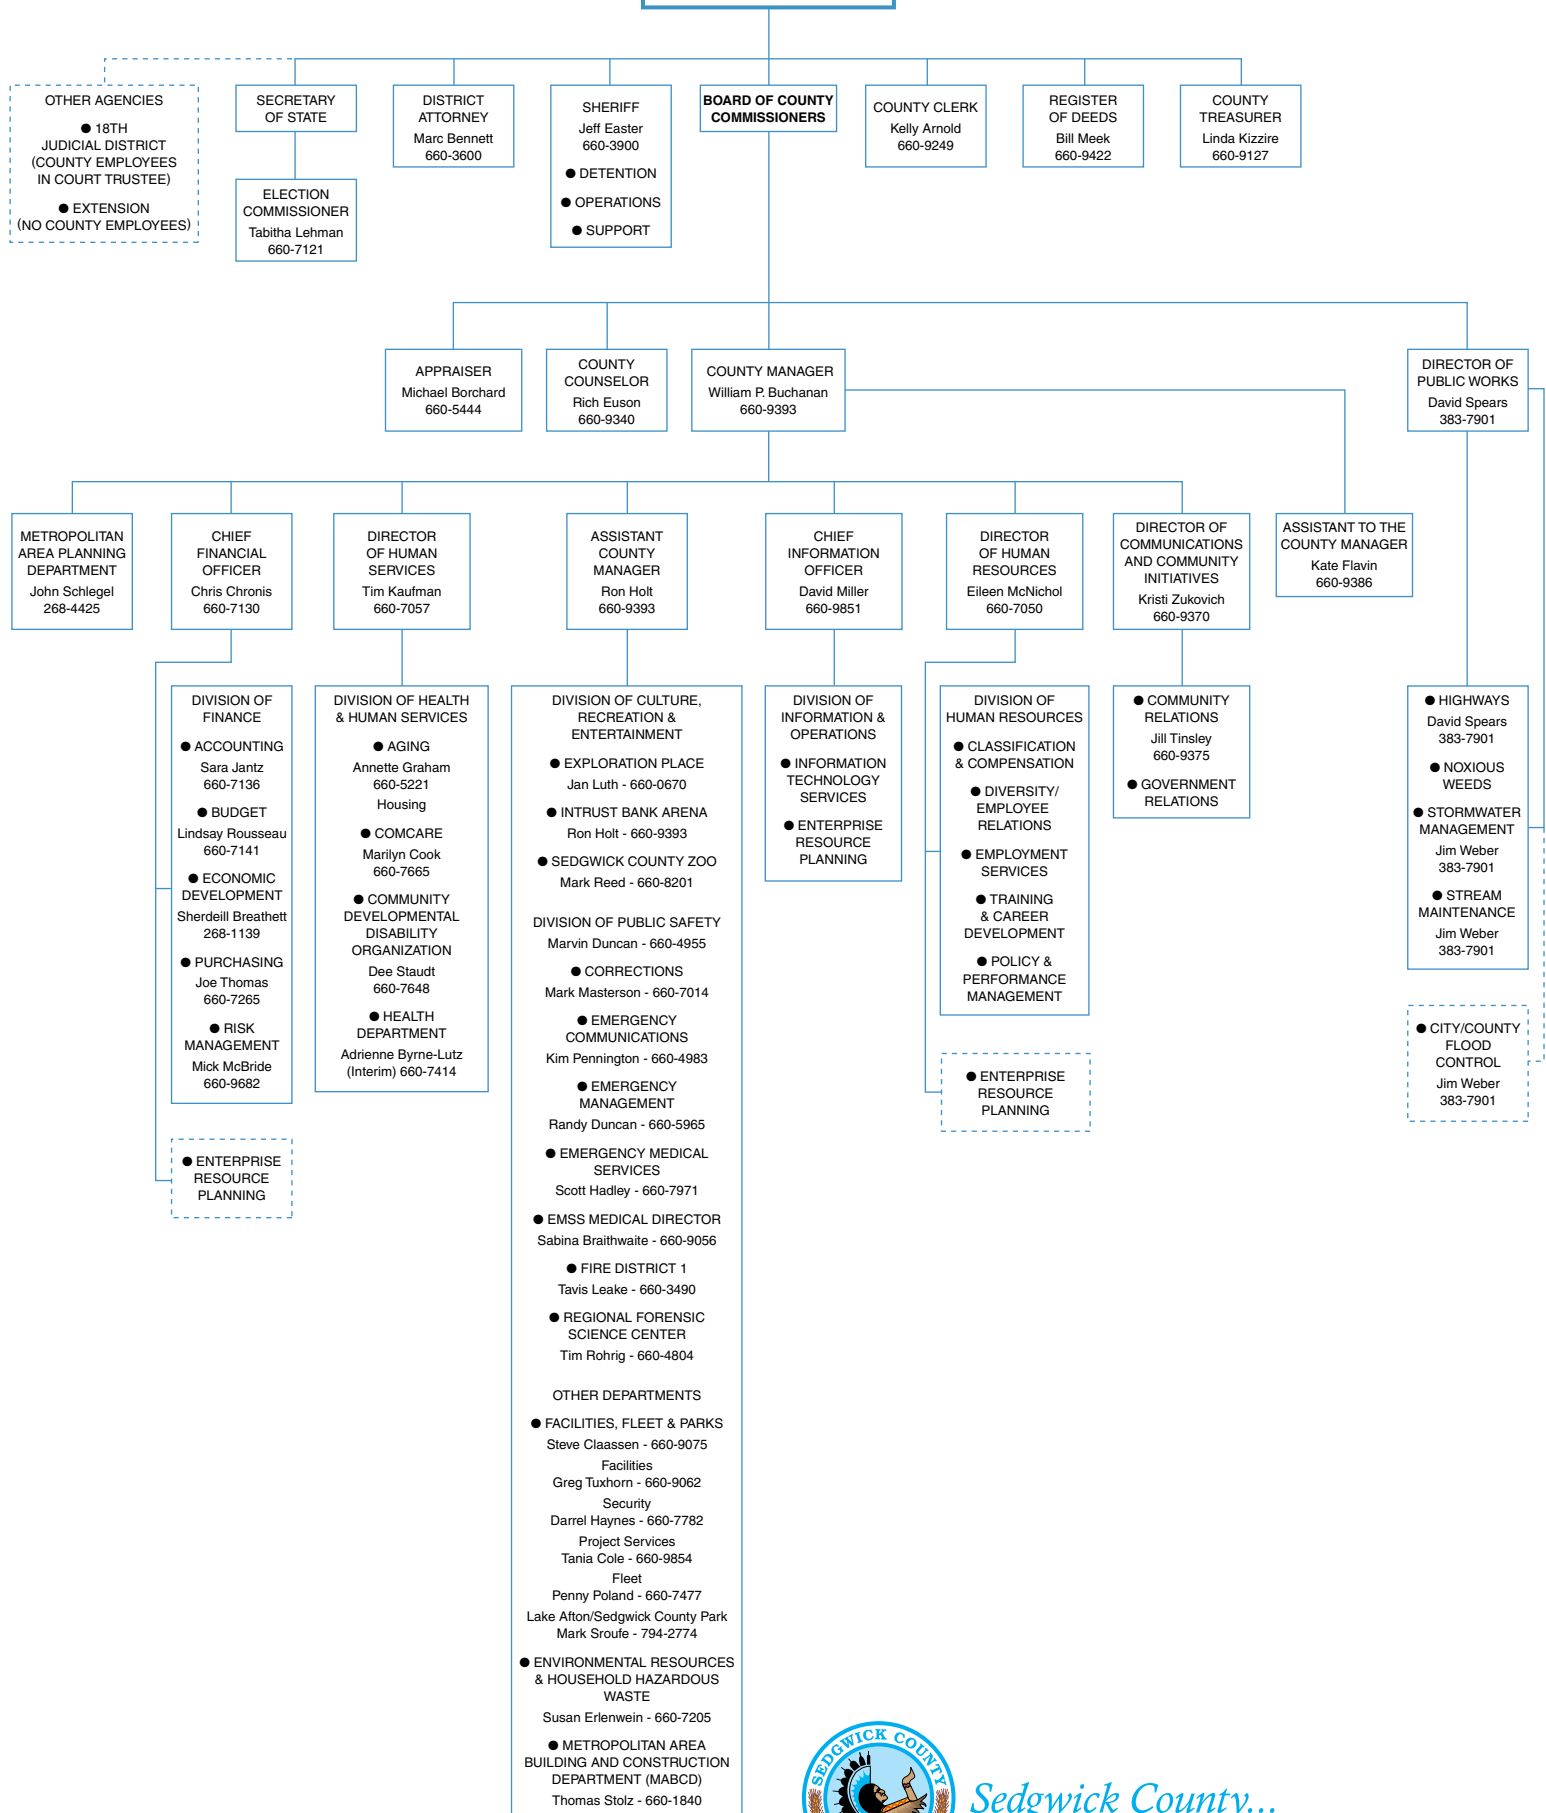 OTHER AGENCIES
● 18TH
JUDICIAL DISTRICT
(COUNTY EMPLOYEES
IN COURT TRUSTEE)
● EXTENSION
(NO COUNTY EMPLOYEES)
SECRETARY
OF STATE
ELECTION
COMMISSIONER
Tabitha Lehman
660-7121
DISTRICT
ATTORNEY
Marc Bennett
660-3600
SHERIFF
Jeff Easter
660-3900
● DETENTION
● OPERATIONS
● SUPPORT
BOARD OF COUNTY
COMMISSIONERS
COUNTY CLERK
Kelly Arnold
660-9249
REGISTER
OF DEEDS
Bill Meek
660-9422
COUNTY
TREASURER
Linda Kizzire
660-9127
APPRAISER
Michael Borchard
660-5444
COUNTY
COUNSELOR
Rich Euson
660-9340
COUNTY MANAGER
William P. Buchanan
660-9393
DIRECTOR OF
PUBLIC WORKS
David Spears
383-7901
METROPOLITAN
AREA PLANNING
DEPARTMENT
John Schlegel
268-4425
CHIEF
FINANCIAL
OFFICER
Chris Chronis
660-7130
DIRECTOR
OF HUMAN
SERVICES
Tim Kaufman
660-7057
ASSISTANT
COUNTY
MANAGER
Ron Holt
660-9393
CHIEF
INFORMATION
OFFICER
David Miller
660-9851
DIRECTOR
OF HUMAN
RESOURCES
Eileen McNichol
660-7050
DIRECTOR OF
COMMUNICATIONS
AND COMMUNITY
INITIATIVES
Kristi Zukovich
660-9370
ASSISTANT TO THE
COUNTY MANAGER
Kate Flavin
660-9386
DIVISION OF
FINANCE
● ACCOUNTING
Sara Jantz
660-7136
● BUDGET
Lindsay Rousseau
660-7141
● ECONOMIC
DEVELOPMENT
Sherdeill Breathett
268-1139
● PURCHASING
Joe Thomas
660-7265
● RISK
MANAGEMENT
Mick McBride
660-9682
● ENTERPRISE
RESOURCE
PLANNING
DIVISION OF HEALTH
& HUMAN SERVICES
● AGING
Annette Graham
660-5221
Housing
● COMCARE
Marilyn Cook
660-7665
● COMMUNITY
DEVELOPMENTAL
DISABILITY
ORGANIZATION
Dee Staudt
660-7648
● HEALTH
DEPARTMENT
Adrienne Byrne-Lutz
(Interim) 660-7414
DIVISION OF CULTURE,
RECREATION &
ENTERTAINMENT
● EXPLORATION PLACE
Jan Luth - 660-0670
● INTRUST BANK ARENA
Ron Holt - 660-9393
● SEDGWICK COUNTY ZOO
Mark Reed - 660-8201
DIVISION OF PUBLIC SAFETY
Marvin Duncan - 660-4955
● CORRECTIONS
Mark Masterson - 660-7014
● EMERGENCY
COMMUNICATIONS
Kim Pennington - 660-4983
● EMERGENCY
MANAGEMENT
Randy Duncan - 660-5965
● EMERGENCY MEDICAL
SERVICES
Scott Hadley - 660-7971
● EMSS MEDICAL DIRECTOR
Sabina Braithwaite - 660-9056
● FIRE DISTRICT 1
Tavis Leake - 660-3490
● REGIONAL FORENSIC
SCIENCE CENTER
Tim Rohrig - 660-4804
OTHER DEPARTMENTS
● FACILITIES, FLEET & PARKS
Steve Claassen - 660-9075
Facilities
Greg Tuxhorn - 660-9062
Security
Darrel Haynes - 660-7782
Project Services
Tania Cole - 660-9854
Fleet
Penny Poland - 660-7477
Lake Afton/Sedgwick County Park
Mark Sroufe - 794-2774
● ENVIRONMENTAL RESOURCES
& HOUSEHOLD HAZARDOUS
WASTE
Susan Erlenwein - 660-7205
● METROPOLITAN AREA
BUILDING AND CONSTRUCTION
DEPARTMENT (MABCD)
Thomas Stolz - 660-1840
DIVISION OF
INFORMATION &
OPERATIONS
● INFORMATION
TECHNOLOGY
SERVICES
● ENTERPRISE
RESOURCE
PLANNING
DIVISION OF
HUMAN RESOURCES
● CLASSIFICATION
& COMPENSATION
● DIVERSITY/
EMPLOYEE
RELATIONS
● EMPLOYMENT
SERVICES
● TRAINING
& CAREER
DEVELOPMENT
● POLICY &
PERFORMANCE
MANAGEMENT
● ENTERPRISE
RESOURCE
PLANNING
● COMMUNITY
RELATIONS
Jill Tinsley
660-9375
● GOVERNMENT
RELATIONS
● HIGHWAYS
David Spears
383-7901
● NOXIOUS
WEEDS
● STORMWATER
MANAGEMENT
Jim Weber
383-7901
● STREAM
MAINTENANCE
Jim Weber
383-7901
● CITY/COUNTY
FLOOD
CONTROL
Jim Weber
383-7901
SEDGWICK COUNTY
Sedgwick County...